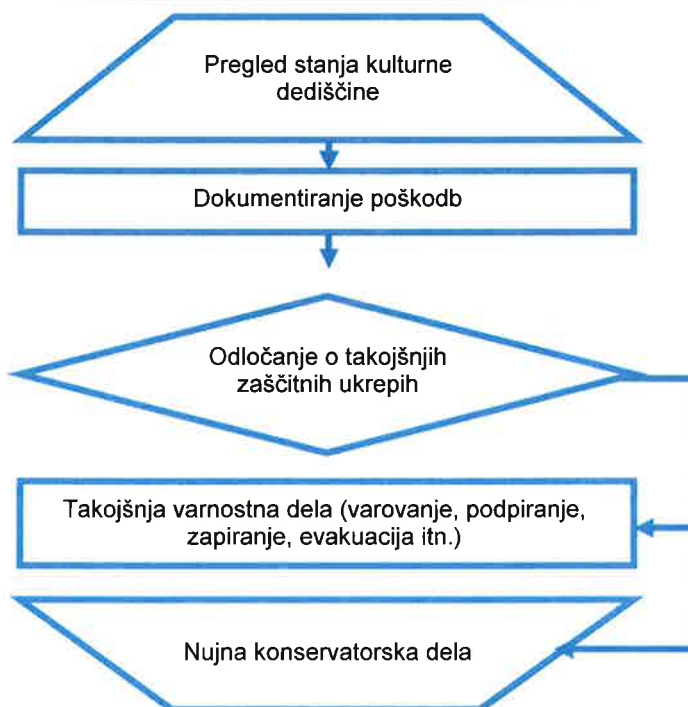 Pregled stanja kulturne
dediščine
Dokumentiranje poškodb
Odločanje o takojšnjih
zaščitnih ukrepih
Takojšnja varnostna dela (varovanje, podpiranje,
zapiranje, evakuacija itn.)
Nujna konservatorska dela